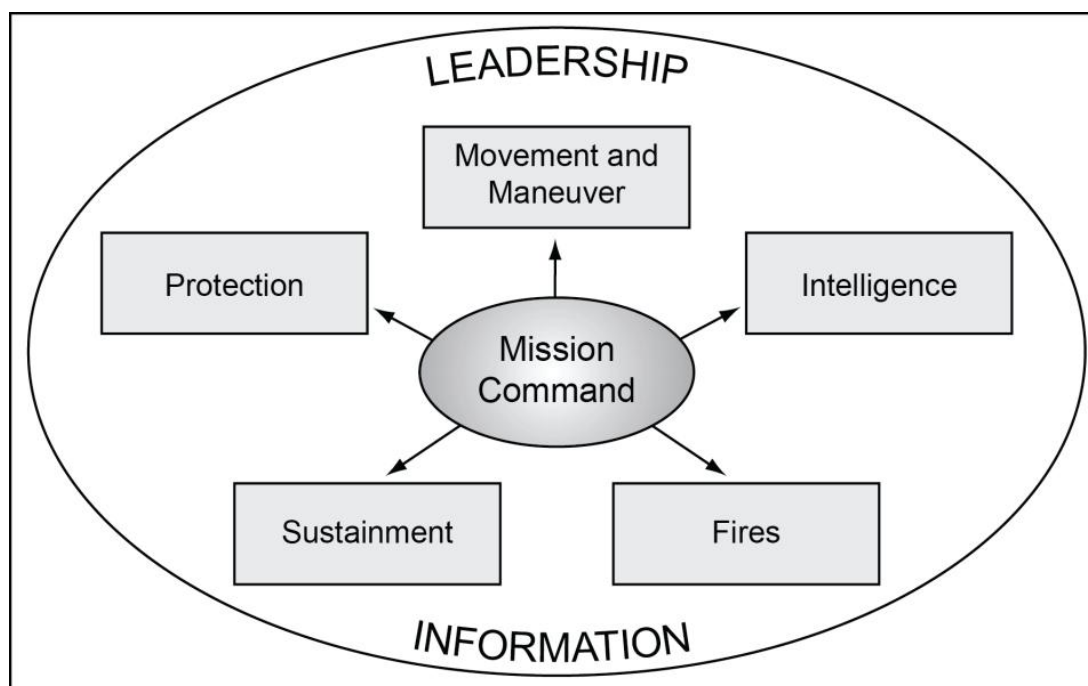 LEADERSHIP
Movement and
Maneuver
Protection
Intelligence
Mission
Command
Sustainment
Fires
INFORMATION